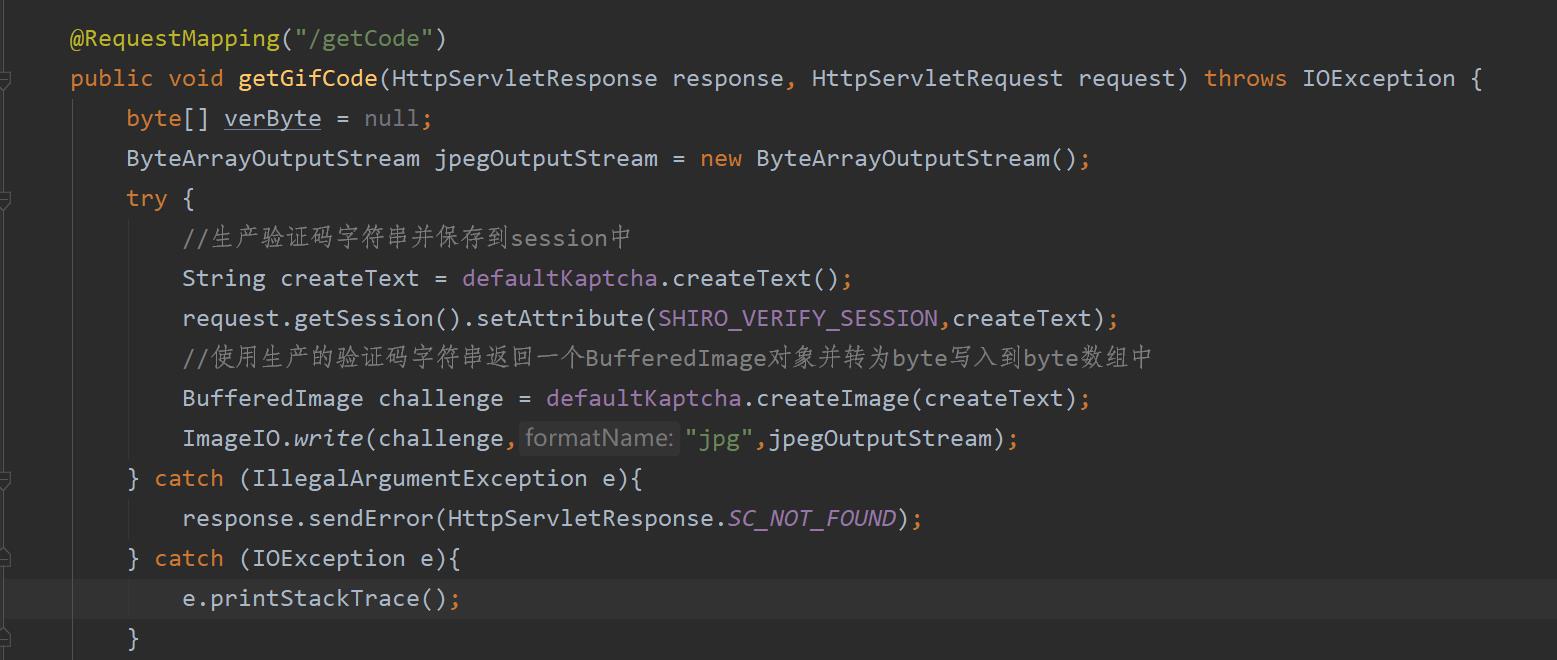 @RequestMapping("/getCode")
public void getGifCode(HttpServletResponse response, HttpServletRequest request) throws IOException {
    byte[] verByte = null;
    ByteArrayOutputStream jpegOutputStream = new ByteArrayOutputStream();
    try {
        //生产验证码字符串并保存到session中
        String createText = defaultKaptcha.createText();
        request.getSession().setAttribute(SHIRO_VERIFY_SESSION,createText);
        //使用生产的验证码字符串返回一个BufferedImage对象并转为byte写入到byte数组中
        BufferedImage challenge = defaultKaptcha.createImage(createText);
        ImageIO.write(challenge, formatName: "jpg",jpegOutputStream);
    } catch (IllegalArgumentException e){
        response.sendError(HttpServletResponse.SC_NOT_FOUND);
    } catch (IOException e){
        e.printStackTrace();
    }